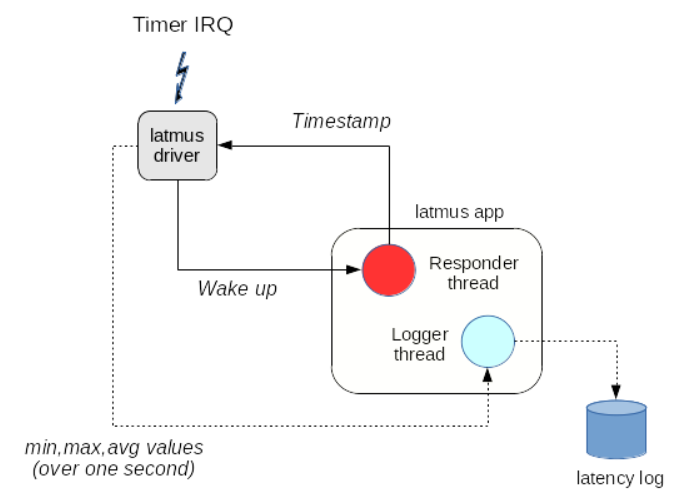 Timer IRQ
latmus
driver
Timestamp
latmus app
Responder
thread
Wake up
Logger
thread
min,max,avg values
(over one second)
latency log